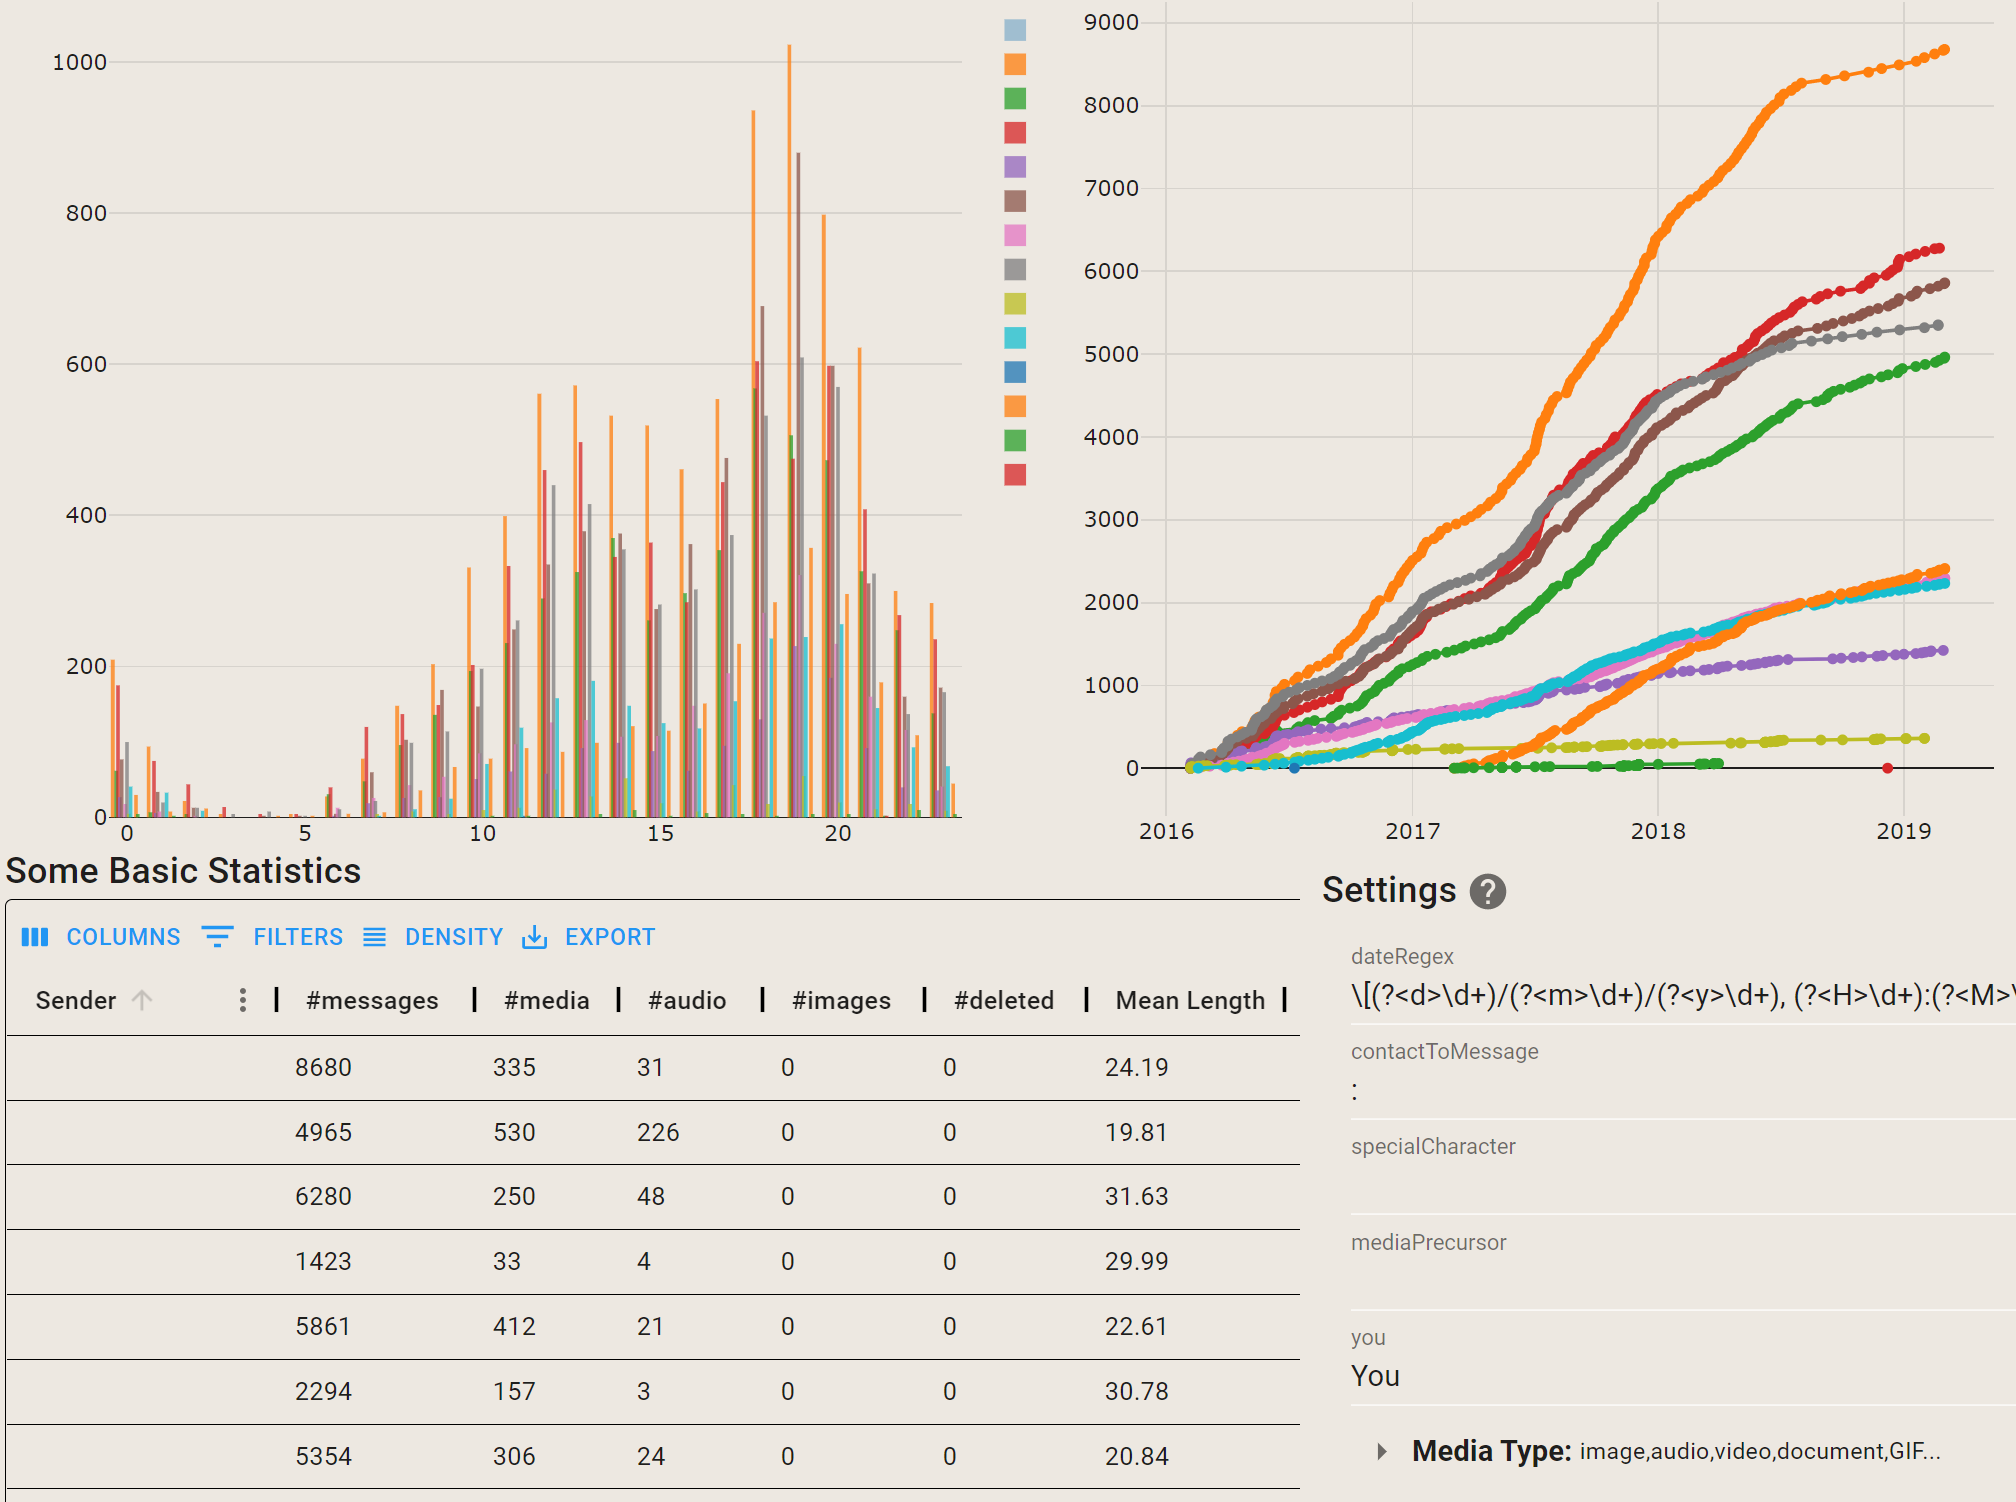 1000
800
600
400
200
0
0 5 10 15 20
9000
8000
7000
6000
5000
4000
3000
2000
1000
0
2016 2017 2018 2019
Some Basic Statistics
COLUMNS FILTERS DENSITY EXPORT
Sender #messages #media #audio #images #deleted Mean Length
8680 335 31 0 0 24.19
4965 530 226 0 0 19.81
6280 250 48 0 0 31.63
1423 33 4 0 0 29.99
5861 412 21 0 0 22.61
2294 157 3 0 0 30.78
5354 306 24 0 0 20.84
Settings ?
dateRegex
\[(?<d>\d+)/(?<m>\d+)/(?<y>\d+), (?<H>\d+):(?<M>\
contactToMessage
:
specialCharacter
mediaPrecursor
you
You
Media Type: image,audio,video,document,GIF...